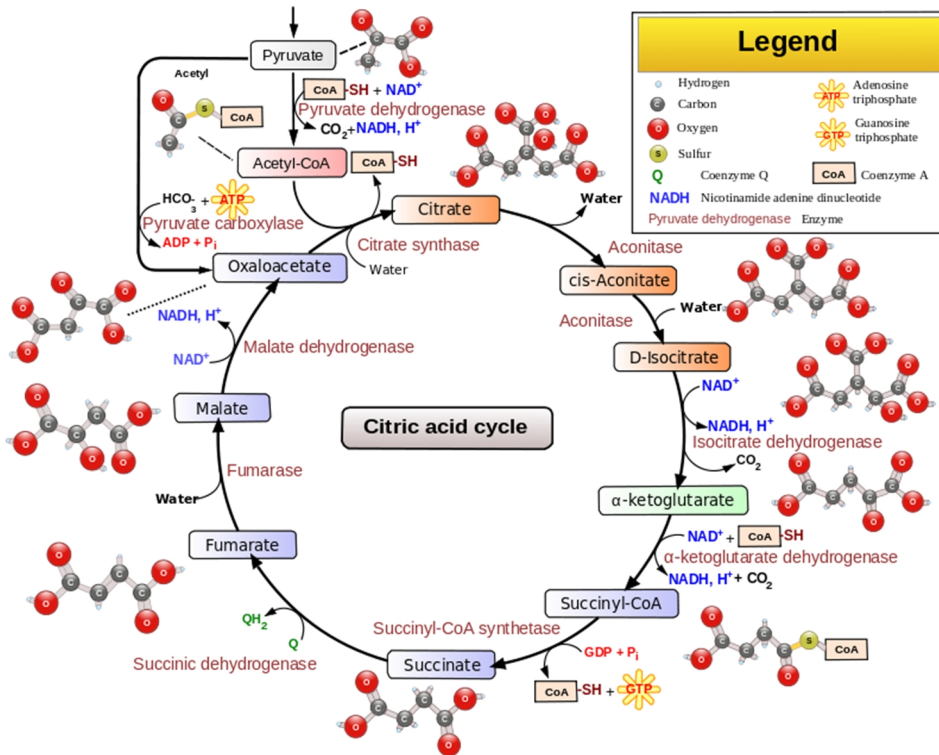 Pyruvate
Acetyl
CoA-SH + NAD⁺
Pyruvate dehydrogenase
CO₂+NADH, H⁺
S CoA
Acetyl-CoA
CoA-SH
HCO₃⁻ + ATP
Pyruvate carboxylase
ADP + Pᵢ
Citrate
Water
Citrate synthase
Water
Oxaloacetate
Aconitase
cis-Aconitate
Water
Aconitase
D-Isocitrate
NAD⁺
NADH, H⁺
Isocitrate dehydrogenase
CO₂
α-ketoglutarate
NAD⁺ + CoA-SH
α-ketoglutarate dehydrogenase
NADH, H⁺ + CO₂
Succinyl-CoA
S CoA
Succinyl-CoA synthetase
GDP + Pᵢ
CoA-SH + GTP
Succinate
QH₂
Q
Succinic dehydrogenase
Fumarate
Water
Fumarase
Malate
NADH, H⁺
NAD⁺
Malate dehydrogenase
Citric acid cycle
Legend
Hydrogen
C Carbon
O Oxygen
S Sulfur
Q Coenzyme Q
NADH Nicotinamide adenine dinucleotide
Pyruvate dehydrogenase Enzyme
ATP Adenosine
triphosphate
GTP Guanosine
triphosphate
CoA Coenzyme A